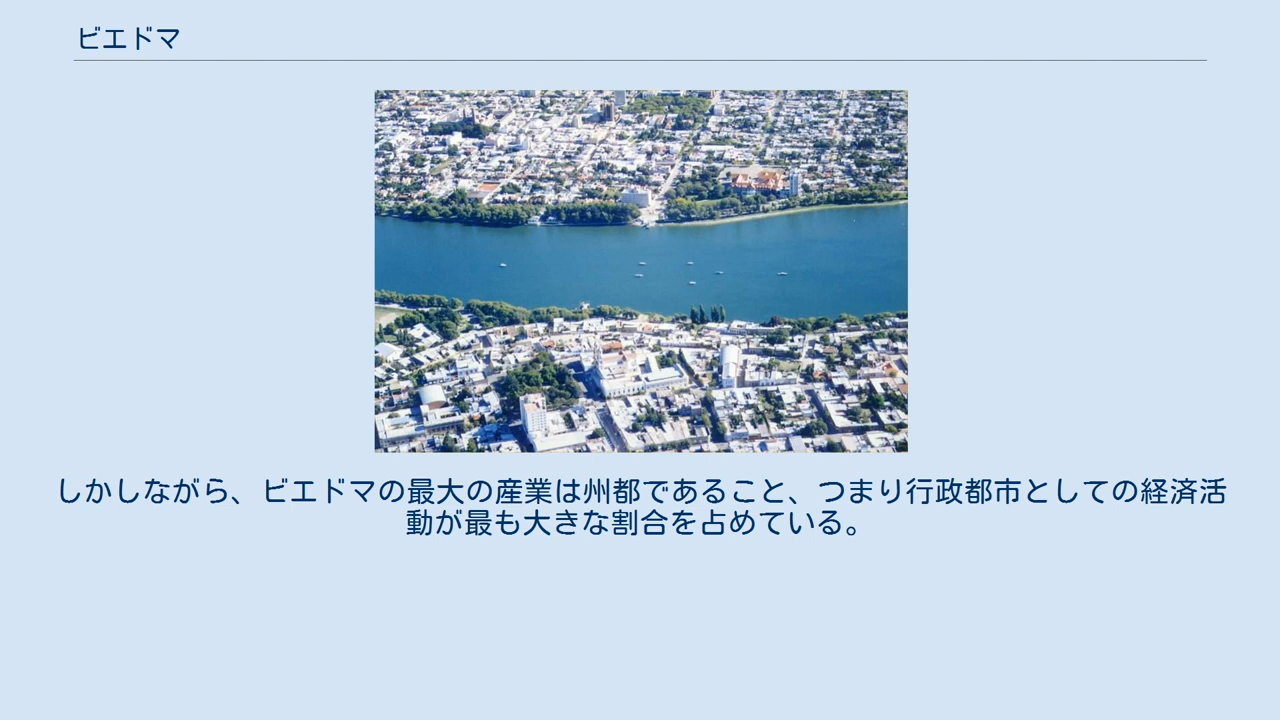 ビエドマ
しかしながら、ビエドマの最大の産業は州都であること、つまり行政都市としての経済活
動が最も大きな割合を占めている。